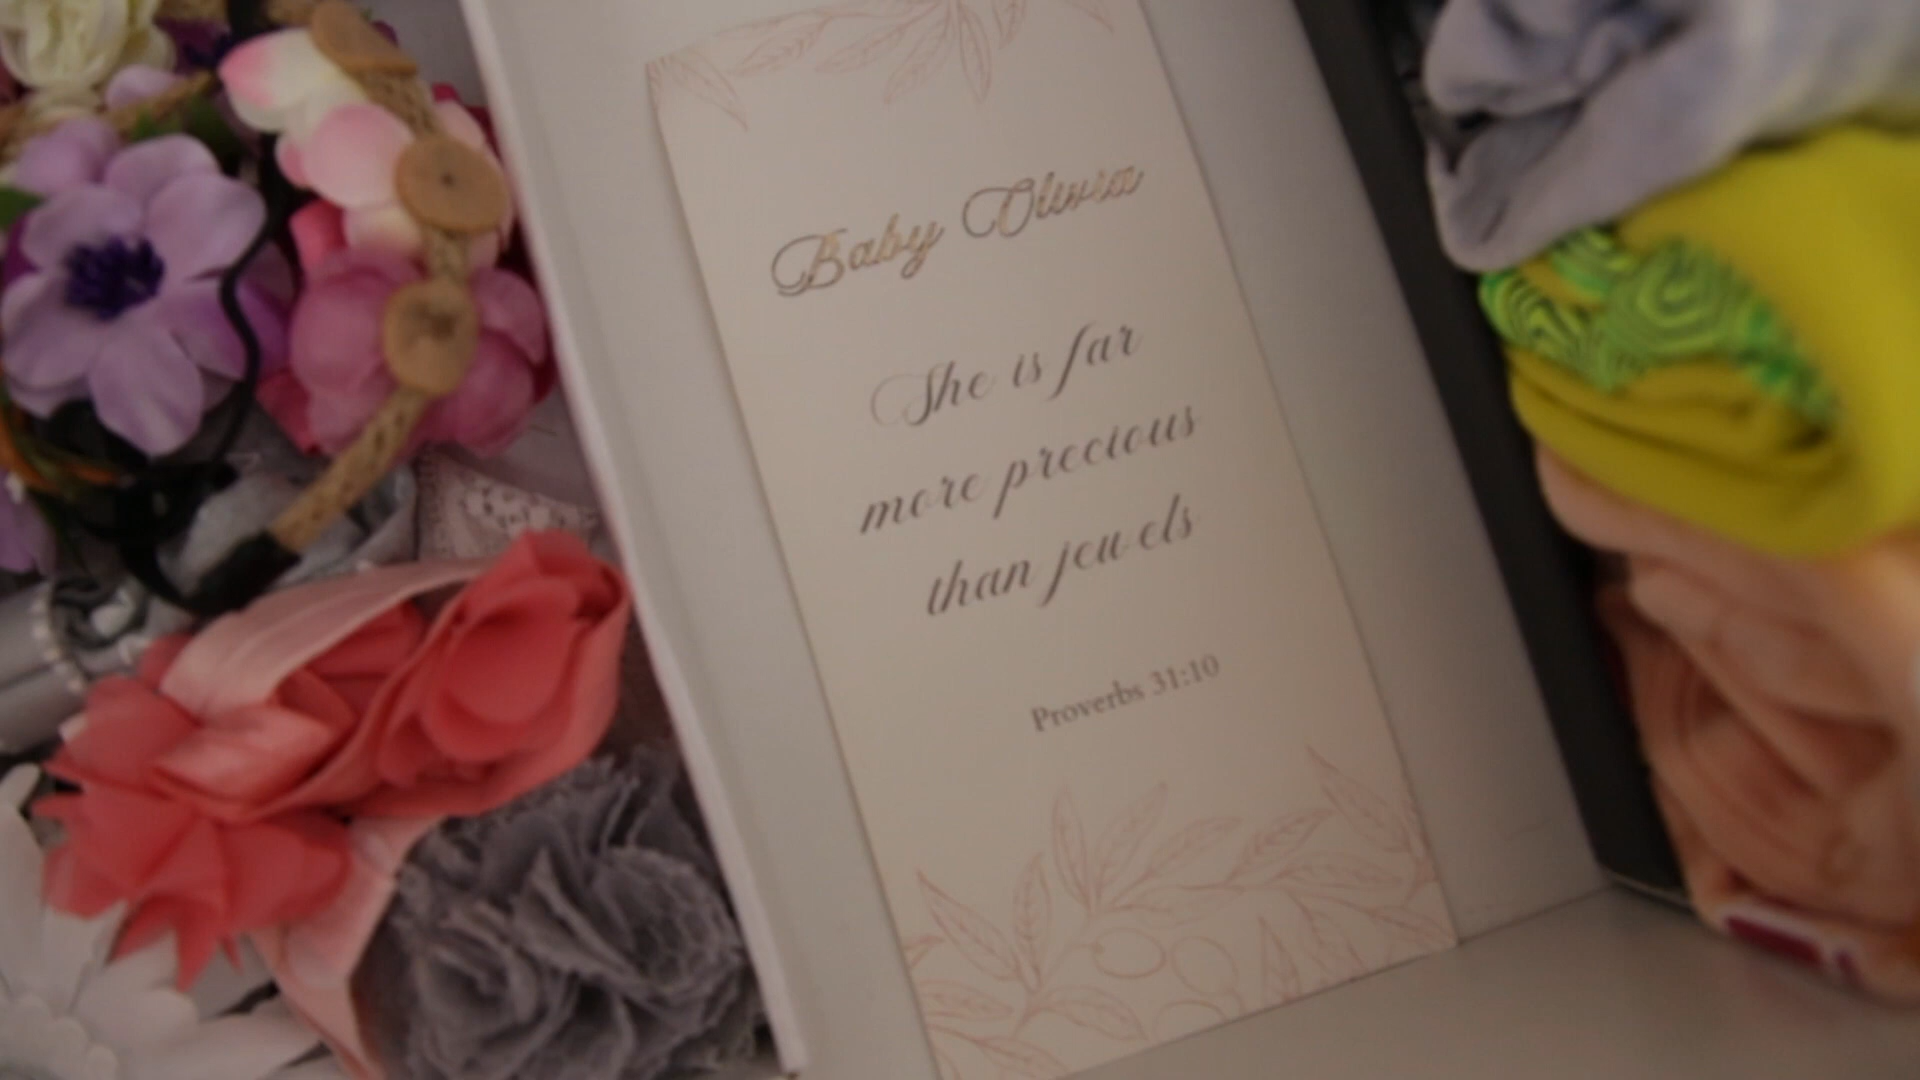 Baby Olivia
She is far
more precious
than jewels
Proverbs 31:10